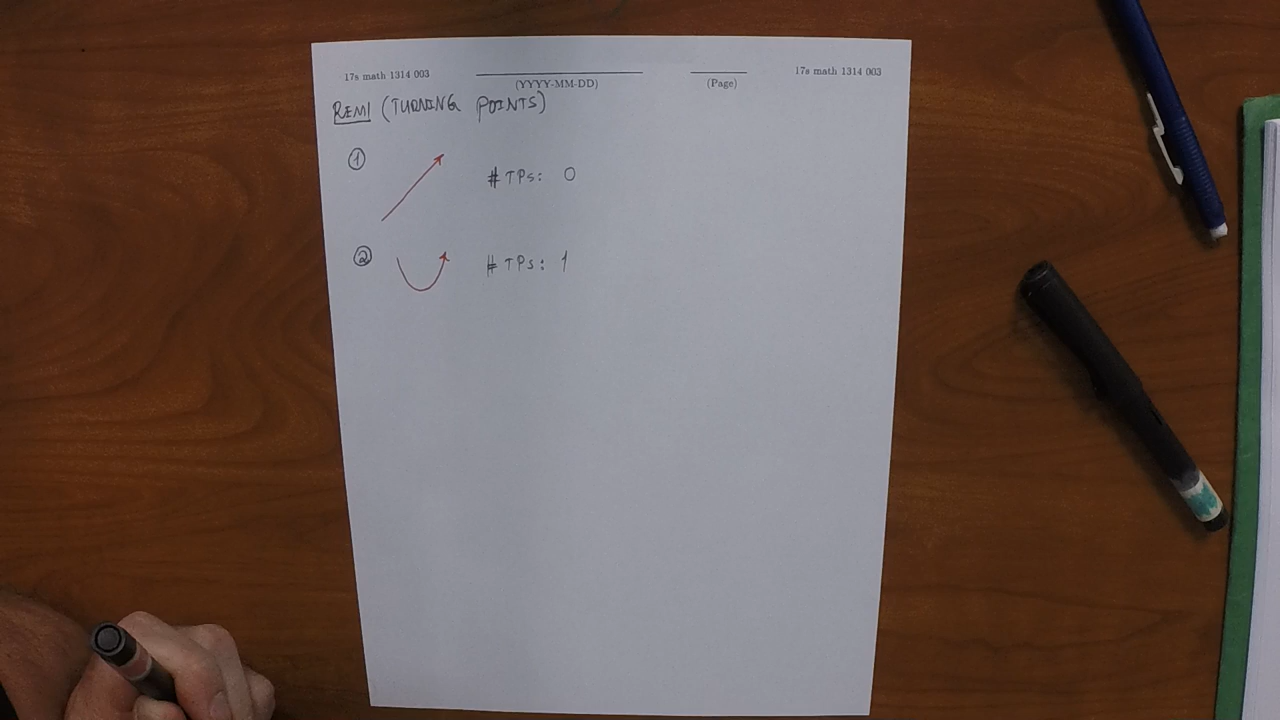 17s math 1314 003 (YYYY-MM-DD) (Page) 17s math 1314 003
REM1 (TURNING POINTS)
① # TPs: 0
② # TPs: 1